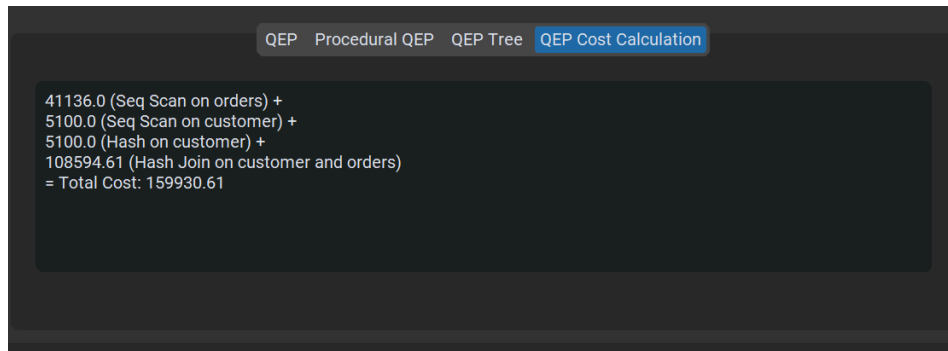 QEP Procedural QEP QEP Tree QEP Cost Calculation
41136.0 (Seq Scan on orders) +
5100.0 (Seq Scan on customer) +
5100.0 (Hash on customer) +
108594.61 (Hash Join on customer and orders)
= Total Cost: 159930.61